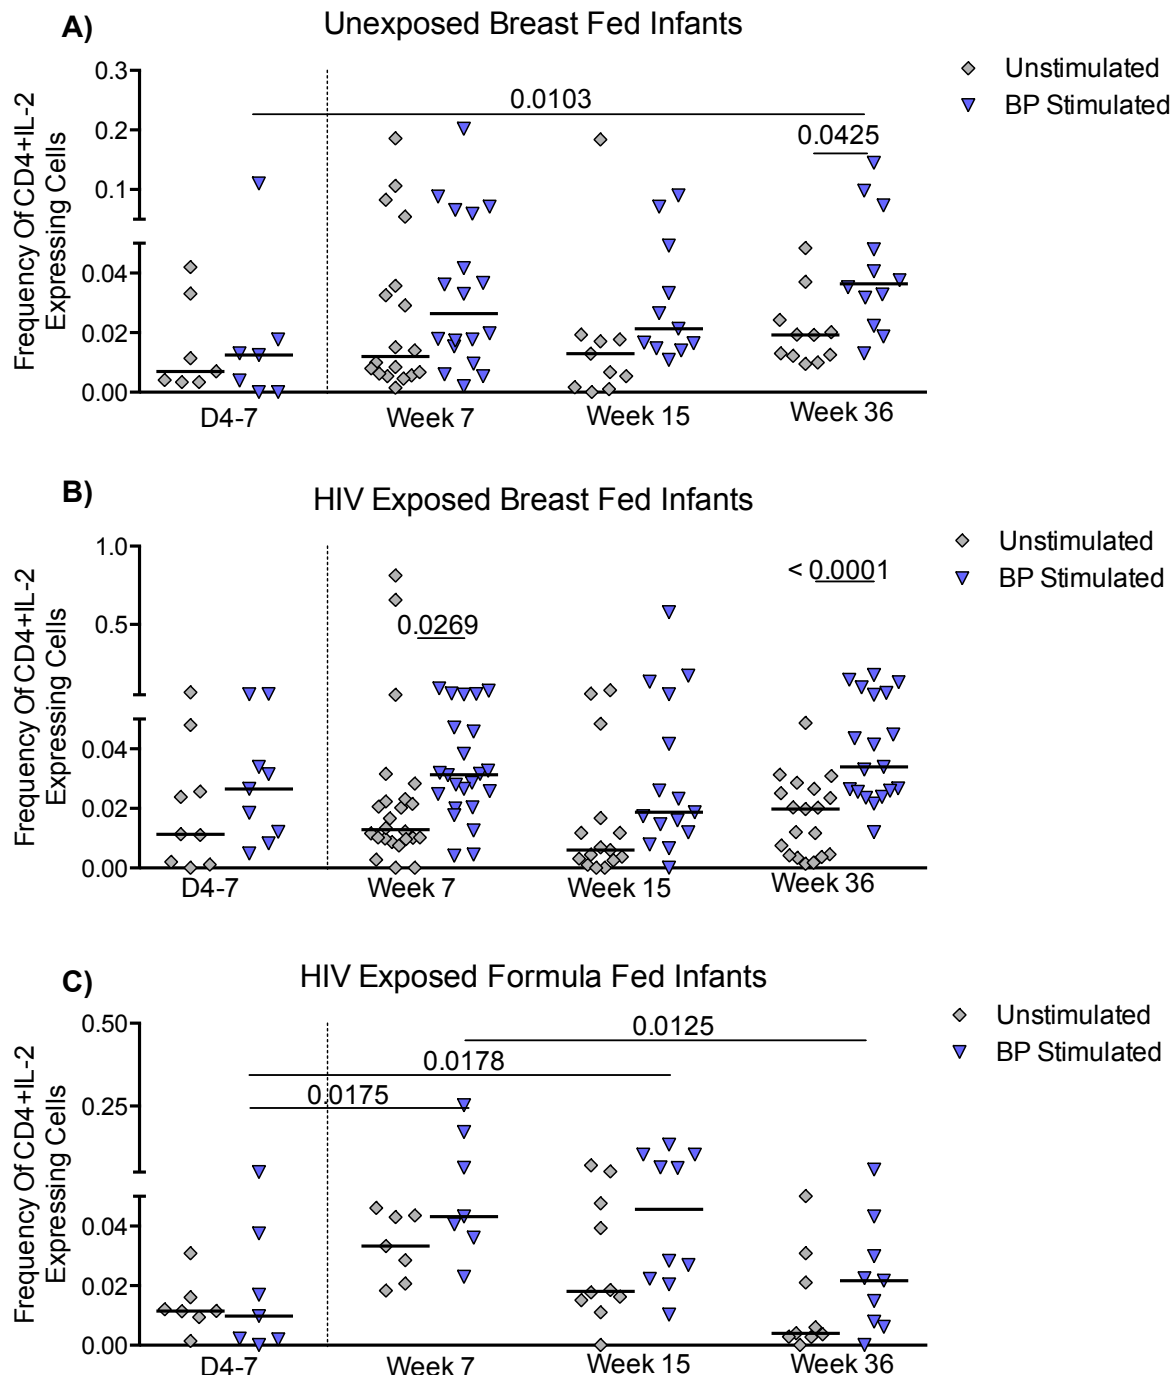 A)
Unexposed Breast Fed Infants
Unstimulated
BP Stimulated
Frequency Of CD4+IL-2
Expressing Cells
0.3
0.2
0.1
0.04
0.02
0.00
0.0103
0.0425
D4-7
Week 7
Week 15
Week 36
B)
HIV Exposed Breast Fed Infants
Unstimulated
BP Stimulated
Frequency Of CD4+IL-2
Expressing Cells
1.0
0.5
0.04
0.02
0.00
0.0269
< 0.0001
D4-7
Week 7
Week 15
Week 36
C)
HIV Exposed Formula Fed Infants
Unstimulated
BP Stimulated
Frequency Of CD4+IL-2
Expressing Cells
0.50
0.25
0.04
0.02
0.00
0.0125
0.0178
0.0175
D4-7
Week 7
Week 15
Week 36